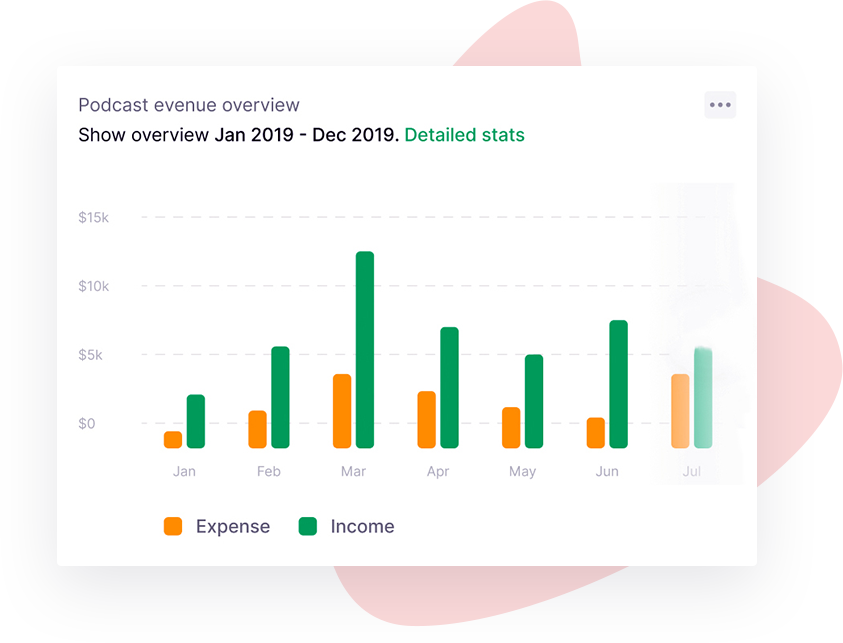 Podcast evenue overview
Show overview Jan 2019 - Dec 2019. Detailed stats
$15k
$10k
$5k
$0
Jan Feb Mar Apr May Jun Jul
Expense Income